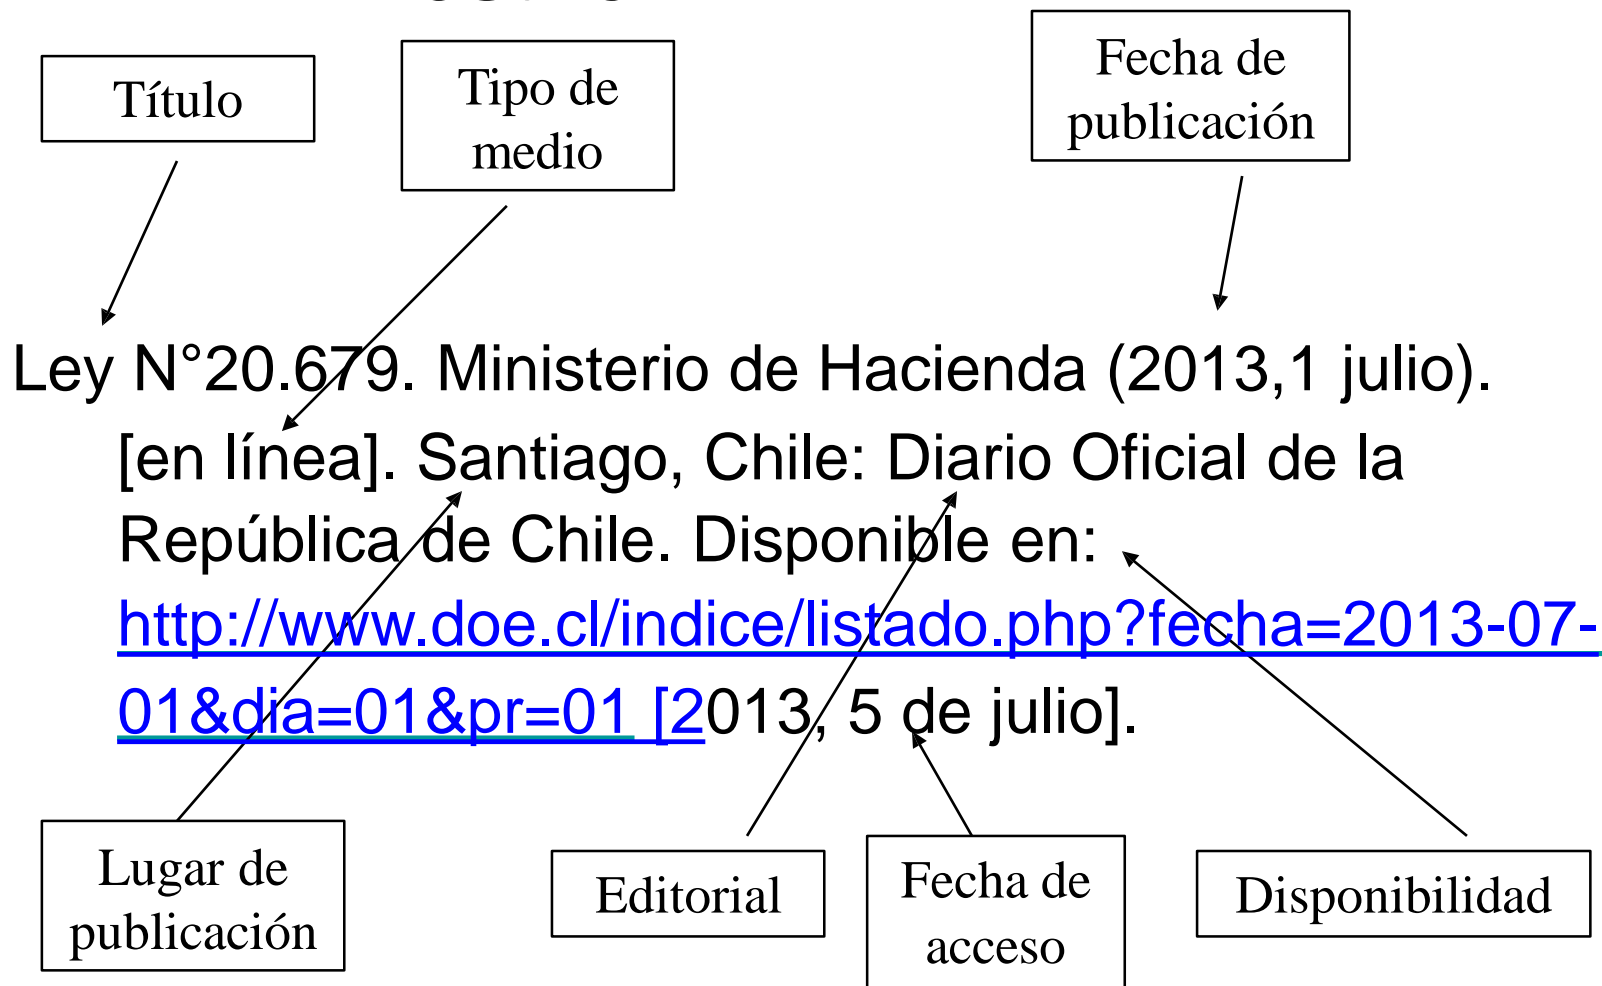 Título
Tipo de
medio
Fecha de
publicación
Ley N°20.679. Ministerio de Hacienda (2013,1 julio).
[en línea]. Santiago, Chile: Diario Oficial de la
República de Chile. Disponible en:
http://www.doe.cl/indice/listado.php?fecha=2013-07-
01&dia=01&pr=01 [2013, 5 de julio].
Lugar de
publicación
Editorial
Fecha de
acceso
Disponibilidad